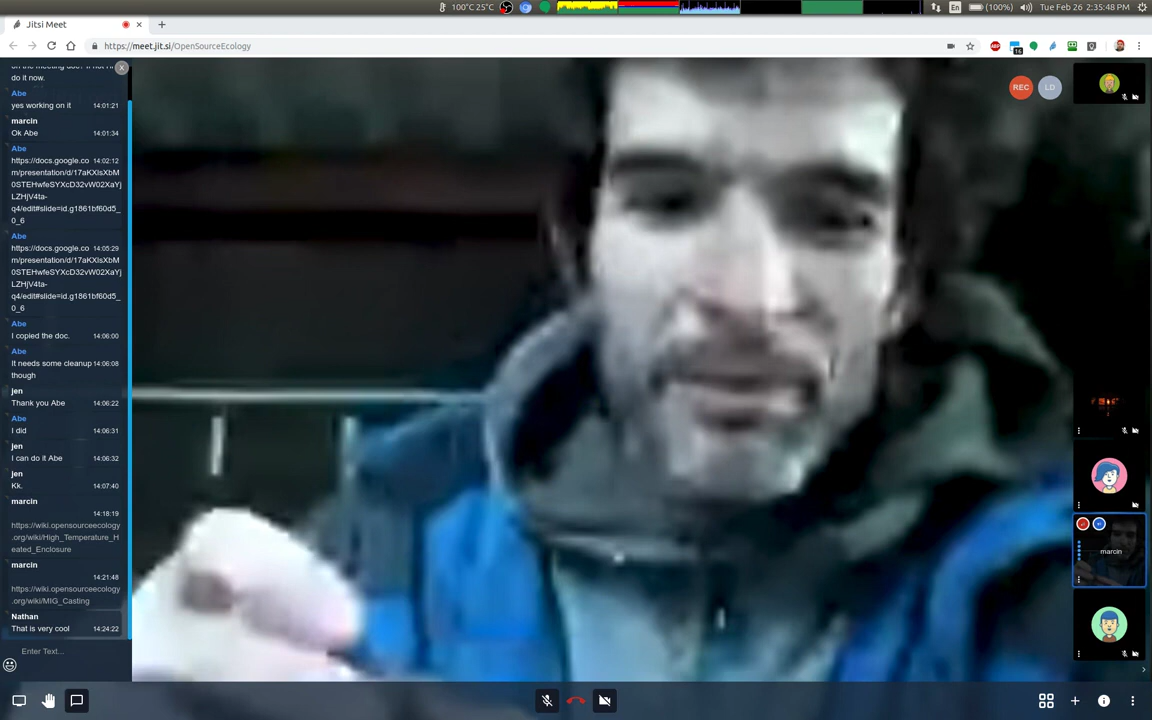 100°C 25°C
En
(100%)
Tue Feb 26 2:35:48 PM
Jitsi Meet
https://meet.jit.si/OpenSourceEcology
ABP
16
do it now.
Abe
yes working on it 14:01:21
marcin
Ok Abe 14:01:34
Abe
https://docs.google.co 14:02:12
m/presentation/d/17aKXlsXbM
0STEHwfeSYXcD32vW02XaYj
LZHjV4ta-
q4/edit#slide=id.g1861bf60d5_
0_6
Abe
https://docs.google.co 14:05:29
m/presentation/d/17aKXlsXbM
0STEHwfeSYXcD32vW02XaYj
LZHjV4ta-
q4/edit#slide=id.g1861bf60d5_
0_6
Abe
I copied the doc. 14:06:00
Abe
It needs some cleanup 14:06:08
though
jen
Thank you Abe 14:06:22
Abe
I did 14:06:31
jen
I can do it Abe 14:06:32
jen
Kk. 14:07:40
marcin
14:18:19
https://wiki.opensourceecology
.org/wiki/High_Temperature_H
eated_Enclosure
marcin
14:21:48
https://wiki.opensourceecology
.org/wiki/MIG_Casting
Nathan
That is very cool 14:24:22
Enter Text...
REC
LD
marcin